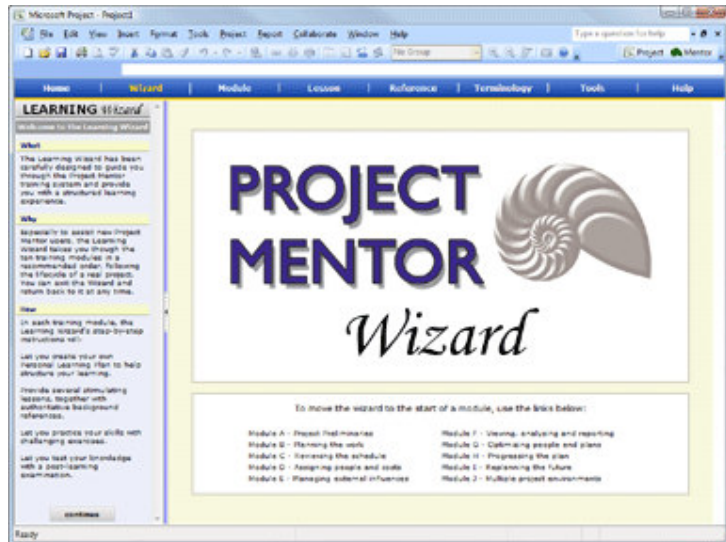 Microsoft Project - Project1
File Edit View Insert Format Tools Project Report Collaborate Window Help
Type a question for help
No Group
Project Mentor
Home | Wizard | Module | Lesson | Reference | Terminology | Tools | Help
LEARNING Wizard
Welcome to the Learning Wizard
What
The Learning Wizard has been
carefully designed to guide you
through the Project Mentor
training system and provide
you with a structured learning
experience.
Why
Especially to assist new Project
Mentor users, the Learning
Wizard takes you though the
ten training modules in a
recommended order, following
the lifecycle of a real project.
You can exit the Wizard and
return back to it at any time.
How
In each training module, the
Learning Wizard's step-by-step
instructions will:
Let you create your own
Personal Learning Plan to help
structure your learning.
Provide several stimulating
lessons, together with
authoritative background
references.
Let you practice your skills with
challenging exercises.
Let you test your knowledge
with a post-learning
examination.
continue
PROJECT
MENTOR
Wizard
To move the wizard to the start of a module, use the links below:
Module A - Project Preliminaries
Module B - Planning the work
Module C - Reviewing the schedule
Module D - Assigning people and costs
Module E - Managing external influences
Module F - Viewing, analysing and reporting
Module G - Optimising people and plans
Module H - Progressing the plan
Module I - Replanning the future
Module J - Multiple project environments
Ready